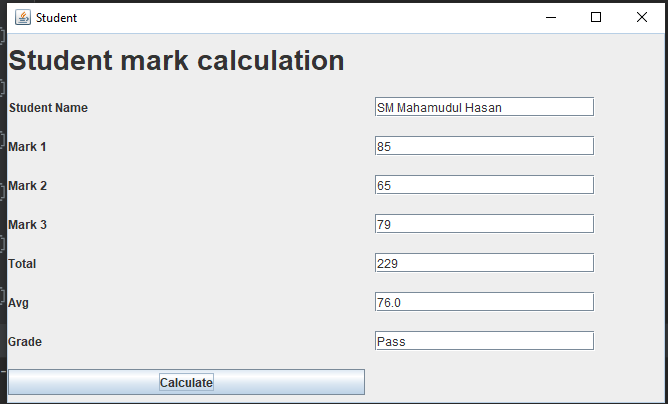 Student
Student mark calculation
Student Name SM Mahamudul Hasan
Mark 1 85
Mark 2 65
Mark 3 79
Total 229
Avg 76.0
Grade Pass
Calculate